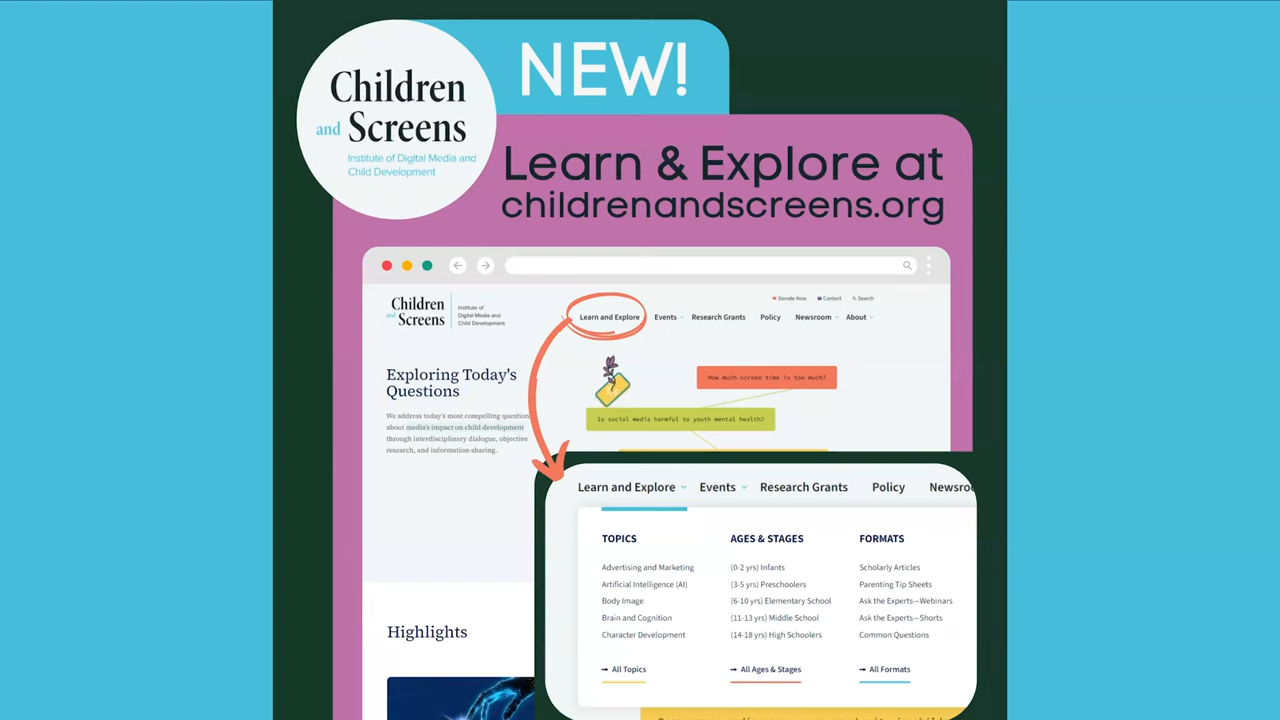 NEW!
Children
and Screens
Institute of Digital Media and
Child Development
Learn & Explore at
childrenandscreens.org
Donate Now
Contact
Search
Children
and Screens
Institute of
Digital Media and
Child Development
Learn and Explore
Events
Research Grants
Policy
Newsroom
About
Exploring Today's
Questions
We address today's most compelling question
about media's impact on child development
through interdisciplinary dialogue, objective
research, and information-sharing.
How much screen time is too much?
Is social media harmful to youth mental health?
Learn and Explore
Events
Research Grants
Policy
Newsroo
TOPICS
Advertising and Marketing
Artificial Intelligence (AI)
Body Image
Brain and Cognition
Character Development
All Topics
AGES & STAGES
(0-2 yrs) Infants
(3-5 yrs) Preschoolers
(6-10 yrs) Elementary School
(11-13 yrs) Middle School
(14-18 yrs) High Schoolers
All Ages & Stages
FORMATS
Scholarly Articles
Parenting Tip Sheets
Ask the Experts—Webinars
Ask the Experts—Shorts
Common Questions
All Formats
Highlights